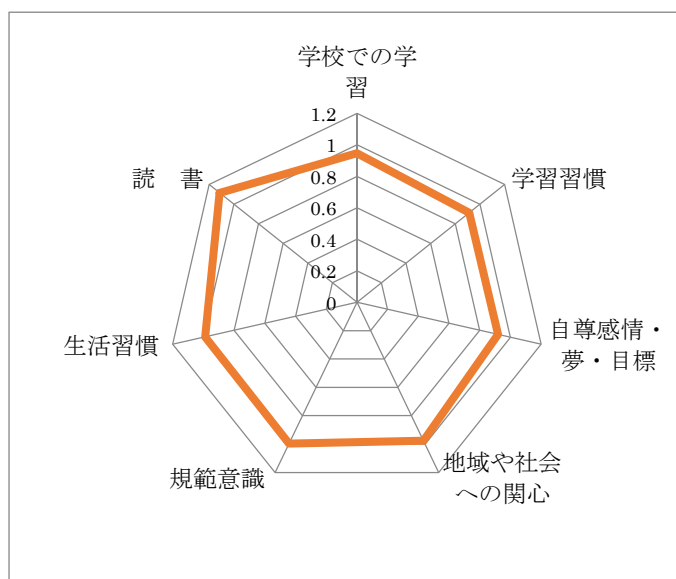 学校での学
習
1.2
1
0.8
0.6
0.4
0.2
0
学習習慣
自尊感情・
夢・目標
地域や社会
への関心
規範意識
生活習慣
読　書